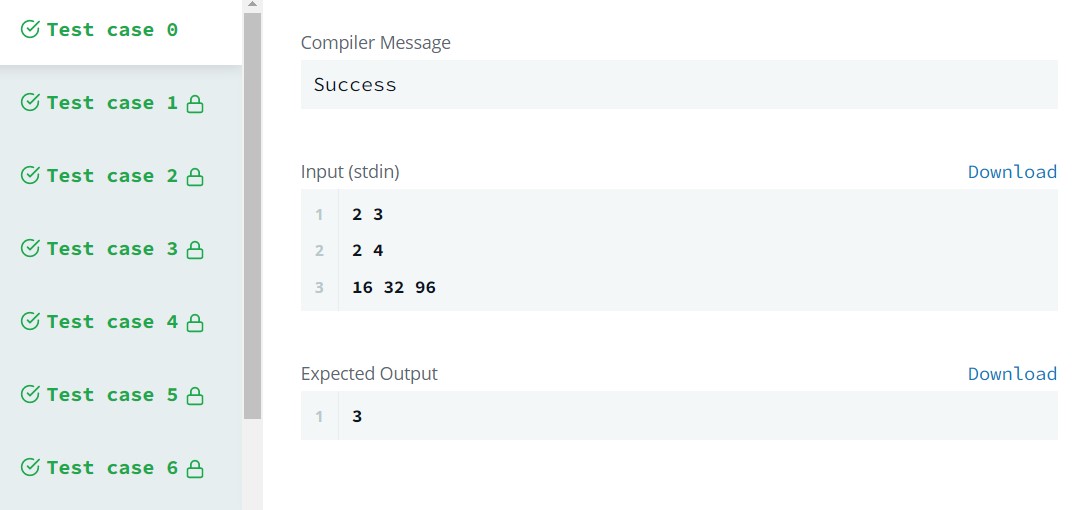 Test case 0
Test case 1
Test case 2
Test case 3
Test case 4
Test case 5
Test case 6
Compiler Message
Success
Input (stdin)
Download
1 2 3
2 2 4
3 16 32 96
Expected Output
Download
1 3